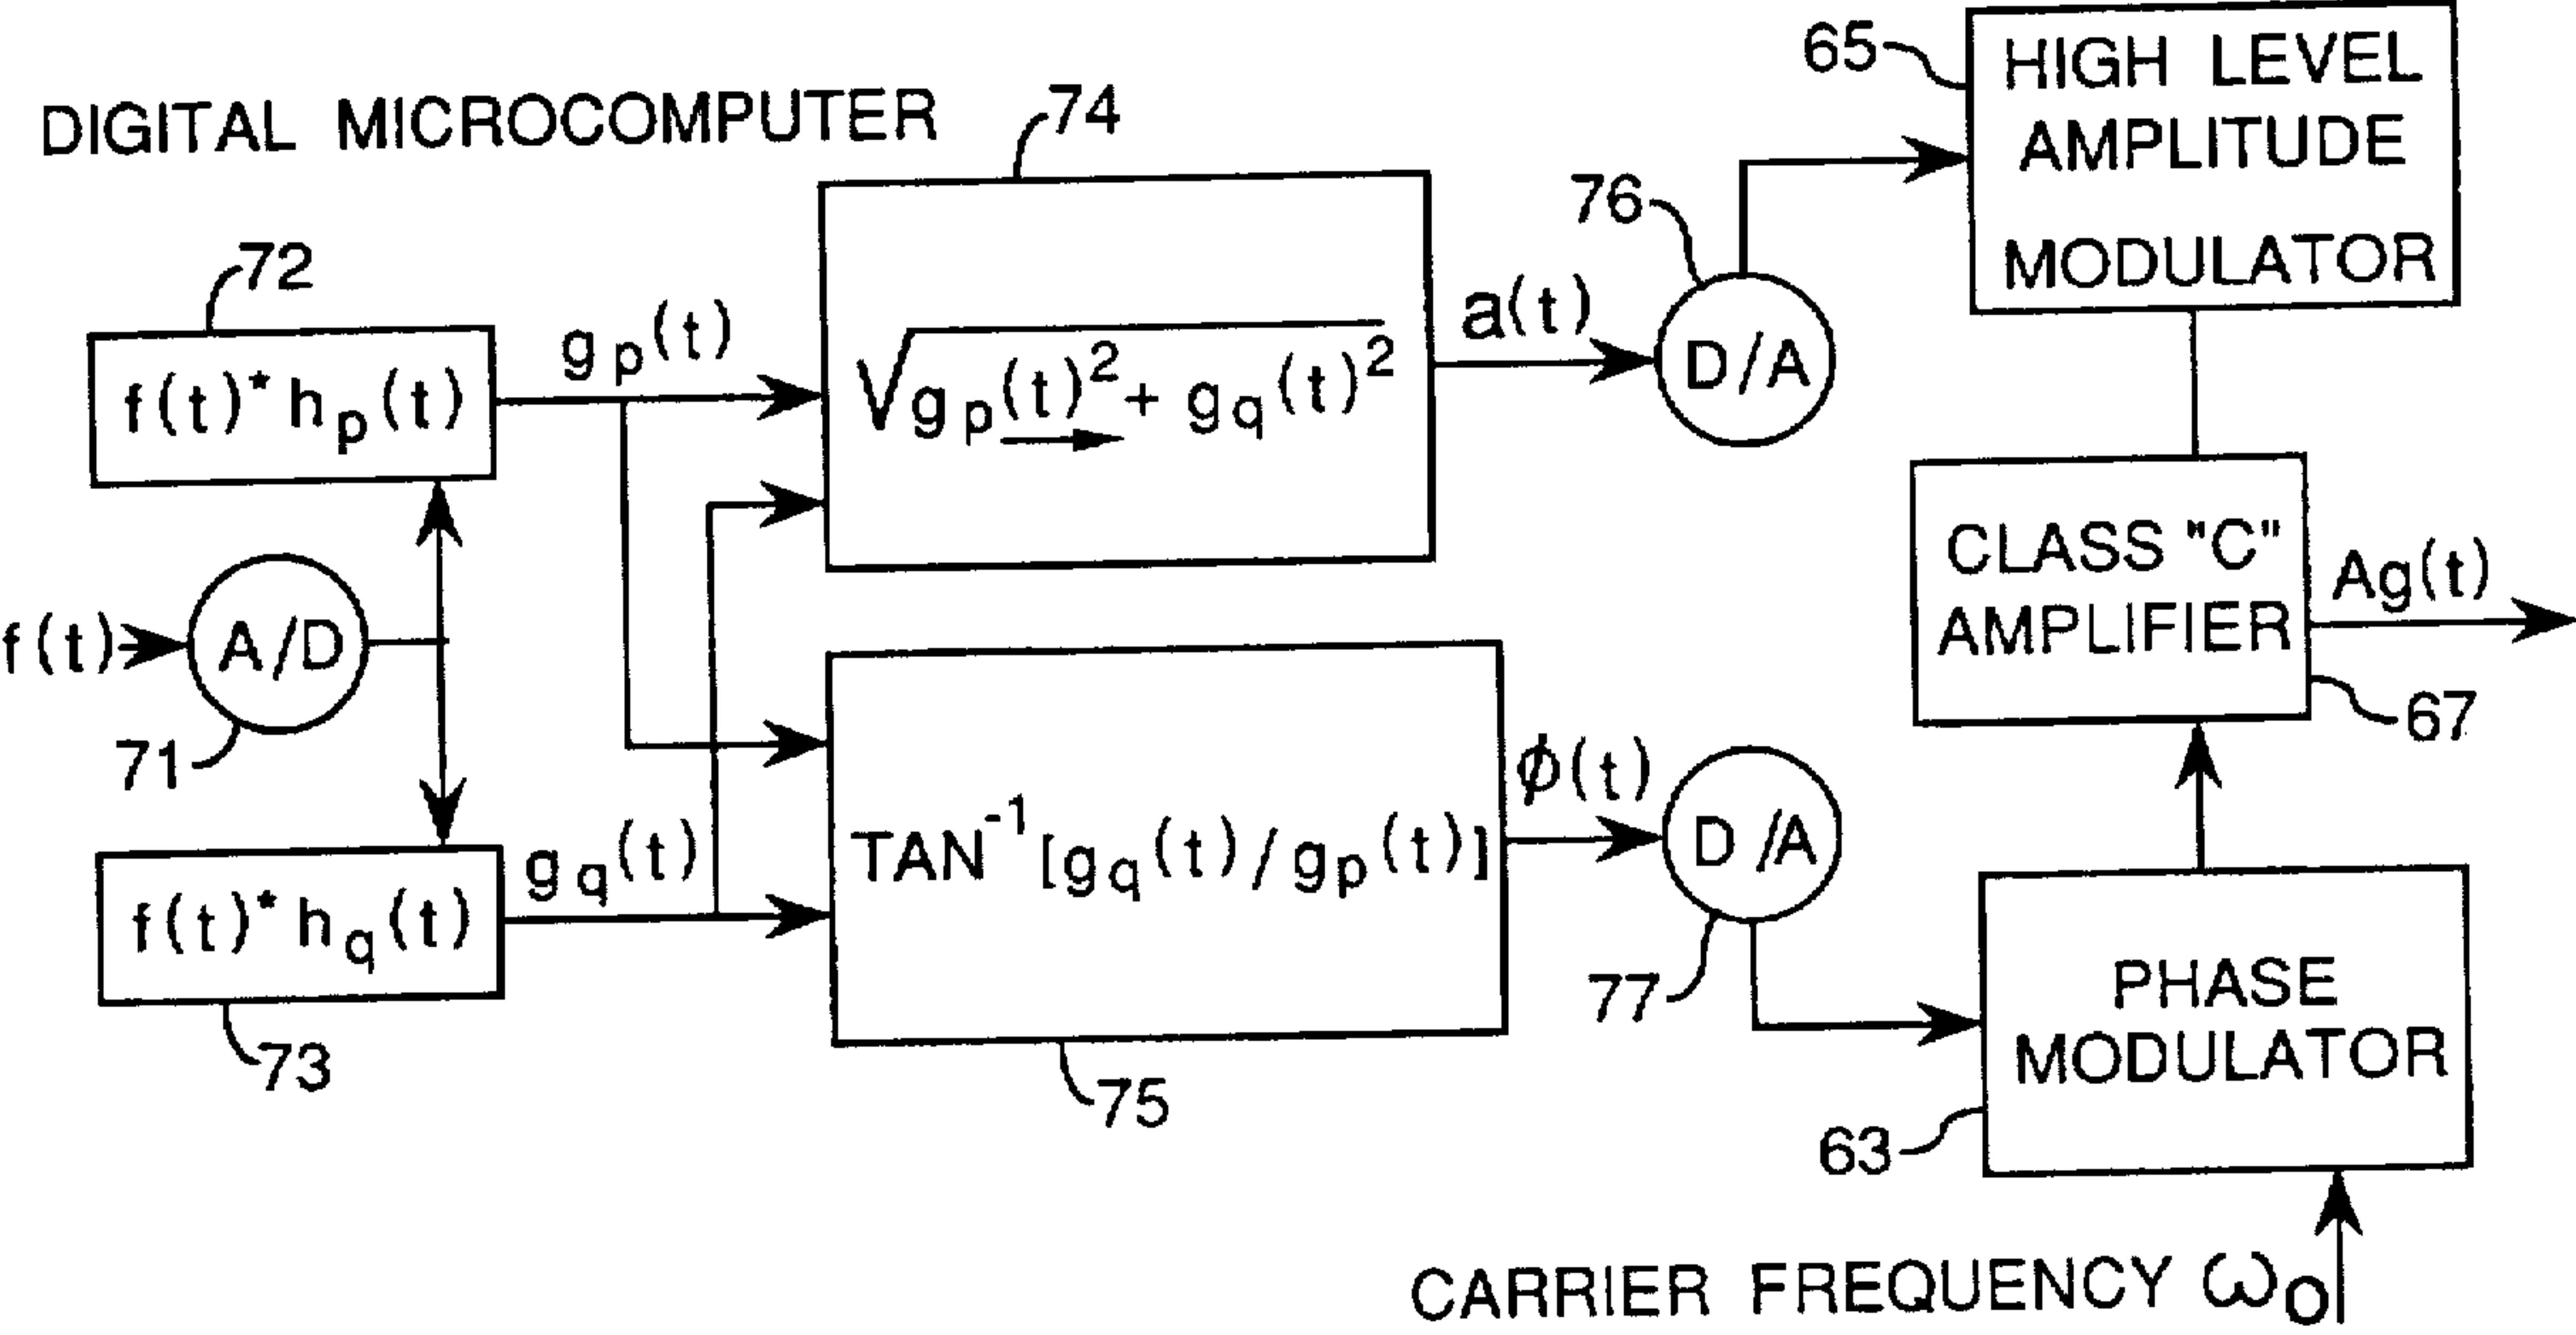 DIGITAL MICROCOMPUTER
65
HIGH LEVEL
AMPLITUDE
MODULATOR
74
76
72
f(t)* hp(t)
gp(t)
√gp(t)² + gq(t)²
a(t)
D/A
f(t)
A/D
71
CLASS "C"
AMPLIFIER
Ag(t)
67
73
f(t)* hq(t)
gq(t)
TAN⁻¹ [gq(t)/gp(t)]
75
ϕ(t)
D/A
77
PHASE
MODULATOR
63
CARRIER FREQUENCY ω₀